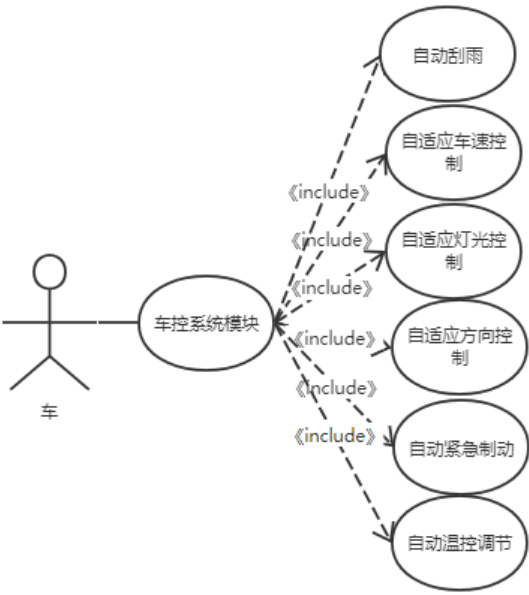 自动刮雨
自适应车速控
制
《include》
《include》
自适应灯光控
制
《include》
车控系统模块
《include》
自适应方向控
制
《include》
车
《include》
自动紧急制动
自动温控调节